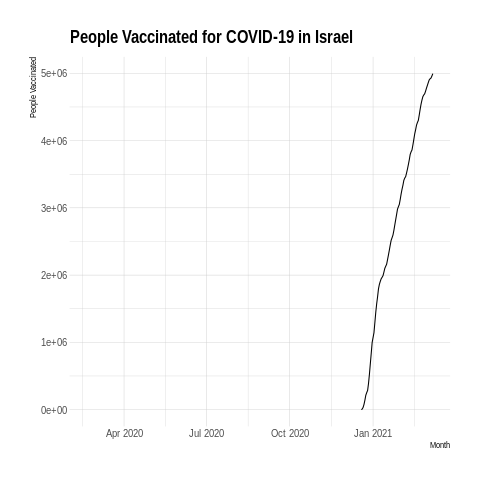 People Vaccinated for COVID-19 in Israel
People Vaccinated
5e+06
4e+06
3e+06
2e+06
1e+06
0e+00
Apr 2020 Jul 2020 Oct 2020 Jan 2021
Month